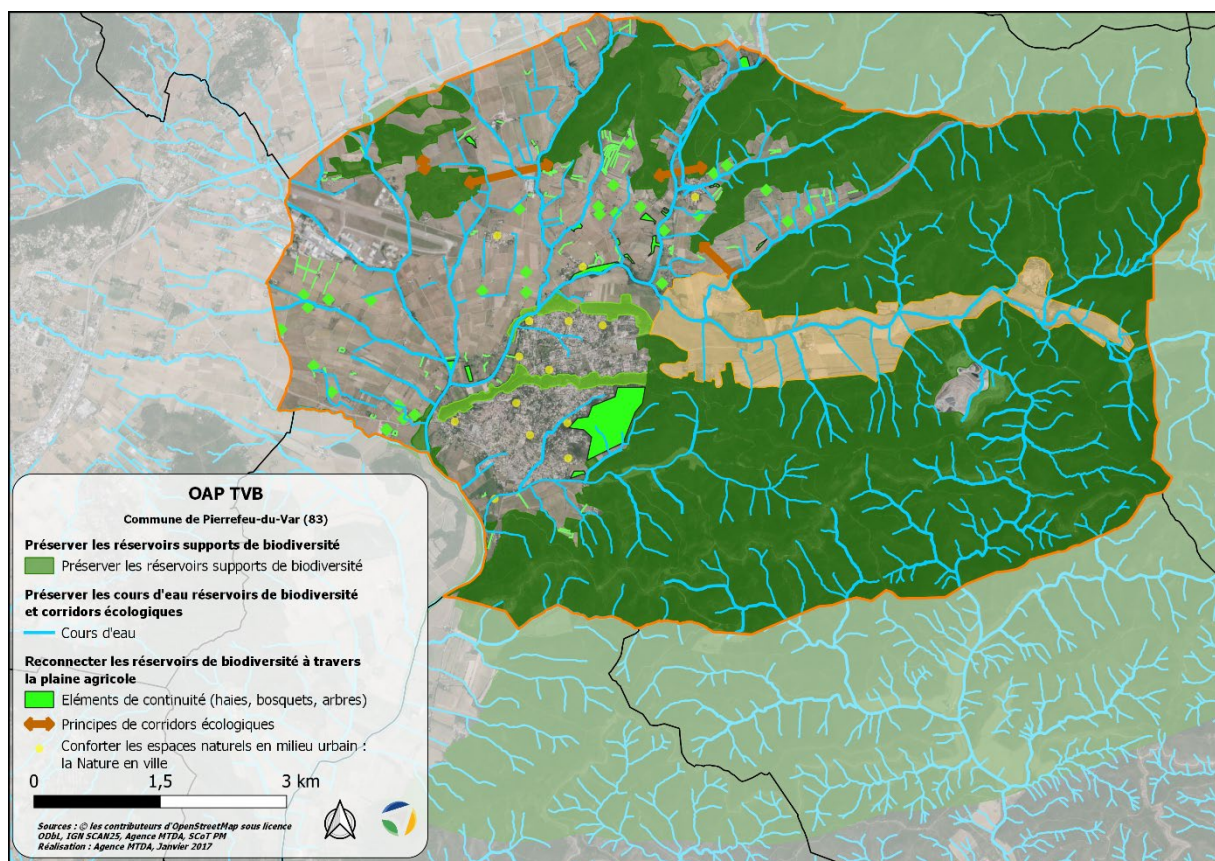 OAP TVB
Commune de Pierrefeu-du-Var (83)
Préserver les réservoirs supports de biodiversité
Préserver les réservoirs supports de biodiversité
Préserver les cours d'eau réservoirs de biodiversité
et corridors écologiques
Cours d'eau
Reconnecter les réservoirs de biodiversité à travers
la plaine agricole
Eléments de continuité (haies, bosquets, arbres)
Principes de corridors écologiques
Conforter les espaces naturels en milieu urbain :
la Nature en ville
0 1,5 3 km
Sources : © les contributeurs d'OpenStreetMap sous licence
ODbL, IGN SCAN25, Agence MTDA, SCoT PM
Réalisation : Agence MTDA, Janvier 2017